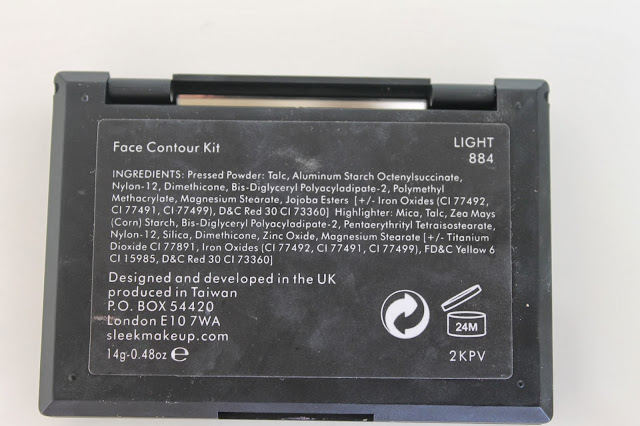 Face Contour Kit
LIGHT
884
INGREDIENTS: Pressed Powder: Talc, Aluminum Starch Octenylsuccinate,
Nylon-12, Dimethicone, Bis-Diglyceryl Polyacyladipate-2, Polymethyl
Methacrylate, Magnesium Stearate, Jojoba Esters [+/- Iron Oxides (CI 77492,
CI 77491, CI 77499), D&C Red 30 CI 73360] Highlighter: Mica, Talc, Zea Mays
(Corn) Starch, Bis-Diglyceryl Polyacyladipate-2, Pentaerythrityl Tetraisostearate,
Nylon-12, Silica, Dimethicone, Zinc Oxide, Magnesium Stearate [+/- Titanium
Dioxide CI 77891, Iron Oxides (CI 77492, CI 77491, CI 77499), FD&C Yellow 6
CI 15985, D&C Red 30 CI 73360]
Designed and developed in the UK
produced in Taiwan
P.O. BOX 54420
London E10 7WA
sleekmakeup.com
14g-0.48oz ℮
24M
2KPV